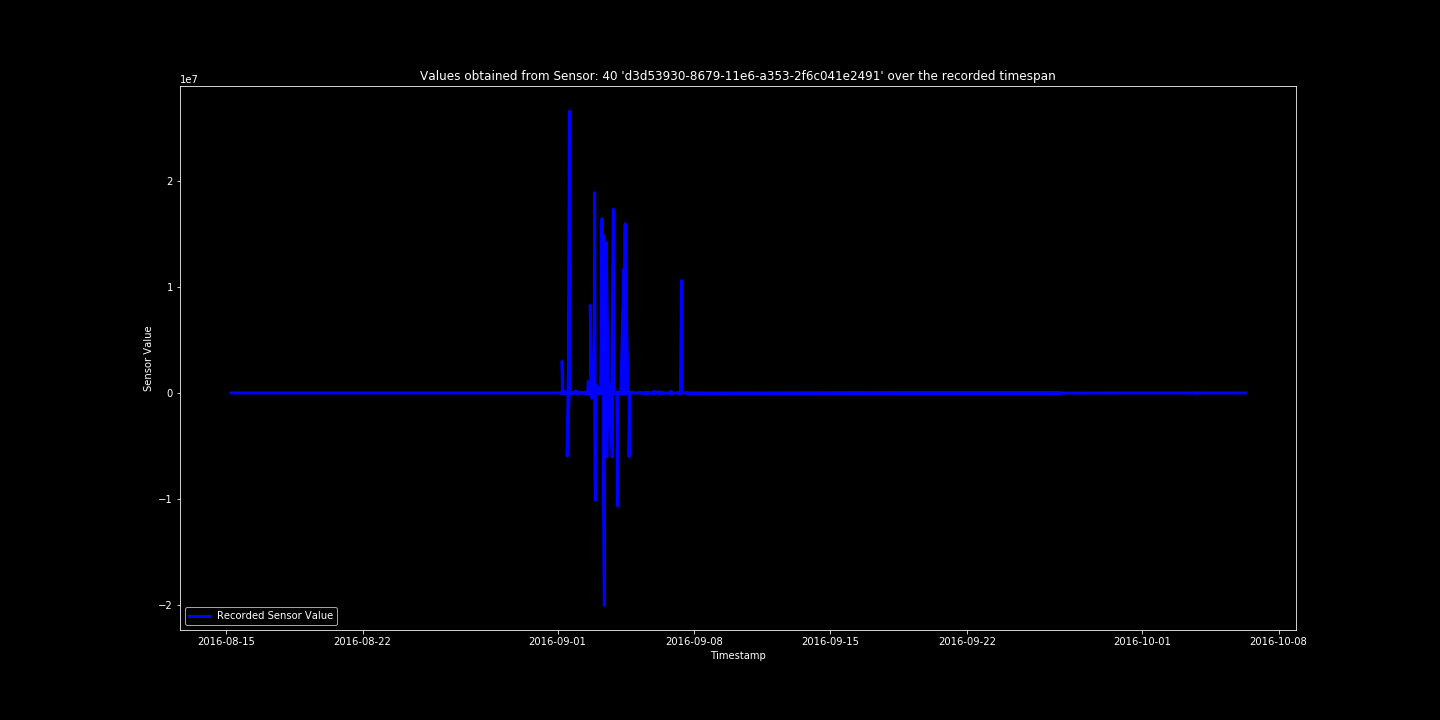 Values obtained from Sensor: 40 'd3d53930-8679-11e6-a353-2f6c041e2491' over the recorded timespan
1e7
2
1
0
−1
−2
Sensor Value
Recorded Sensor Value
2016-08-15 2016-08-22 2016-09-01 2016-09-08 2016-09-15 2016-09-22 2016-10-01 2016-10-08
Timestamp